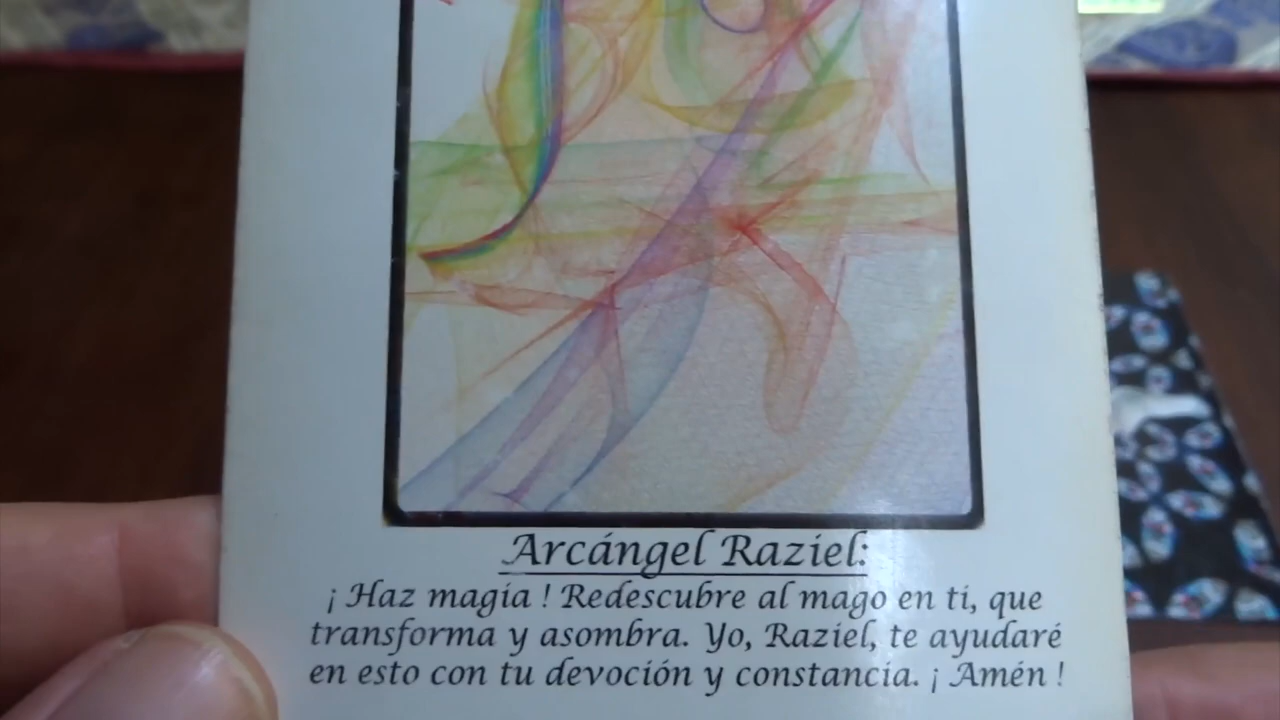 Arcángel Raziel:
¡ Haz magia ! Redescubre al mago en ti, que
transforma y asombra. Yo, Raziel, te ayudaré
en esto con tu devoción y constancia. ¡ Amén !